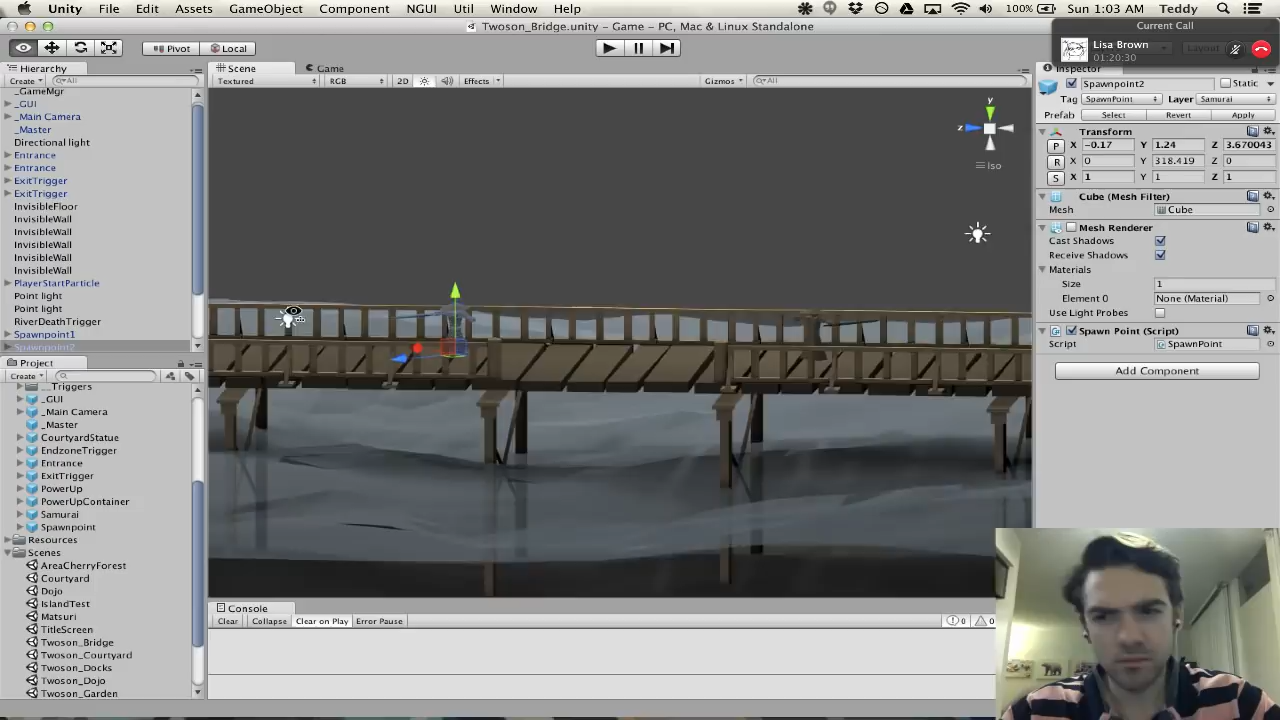 Unity File Edit Assets GameObject Component NGUI Util Window Help 100% Sun 1:03 AM Teddy
Twoson_Bridge.unity - Game - PC, Mac & Linux Standalone
Current Call
Lisa Brown
01:20:30
Layout
Pivot Local
Hierarchy
Create All
_GameMgr
_GUI
_Main Camera
_Master
Directional light
Entrance
Entrance
ExitTrigger
ExitTrigger
InvisibleFloor
InvisibleWall
InvisibleWall
InvisibleWall
InvisibleWall
InvisibleWall
PlayerStartParticle
Point light
Point light
RiverDeathTrigger
Spawnpoint1
Spawnpoint2
Project
Create
__Triggers
_GUI
_Main Camera
_Master
CourtyardStatue
EndzoneTrigger
Entrance
ExitTrigger
PowerUp
PowerUpContainer
Samurai
Spawnpoint
Resources
Scenes
AreaCherryForest
Courtyard
Dojo
IslandTest
Matsuri
TitleScreen
Twoson_Bridge
Twoson_Courtyard
Twoson_Docks
Twoson_Dojo
Twoson_Garden
Scene Game
Textured RGB 2D Effects Gizmos All
y
z
Iso
Console
Clear Collapse Clear on Play Error Pause 0 0
Inspector
Spawnpoint2 Static
Tag SpawnPoint Layer Samurai
Prefab Select Revert Apply
Transform
P X -0.17 Y 1.24 Z 3.670043
R X 0 Y 318.419 Z 0
S X 1 Y 1 Z 1
Cube (Mesh Filter)
Mesh Cube
Mesh Renderer
Cast Shadows
Receive Shadows
Materials
Size 1
Element 0 None (Material)
Use Light Probes
Spawn Point (Script)
Script SpawnPoint
Add Component